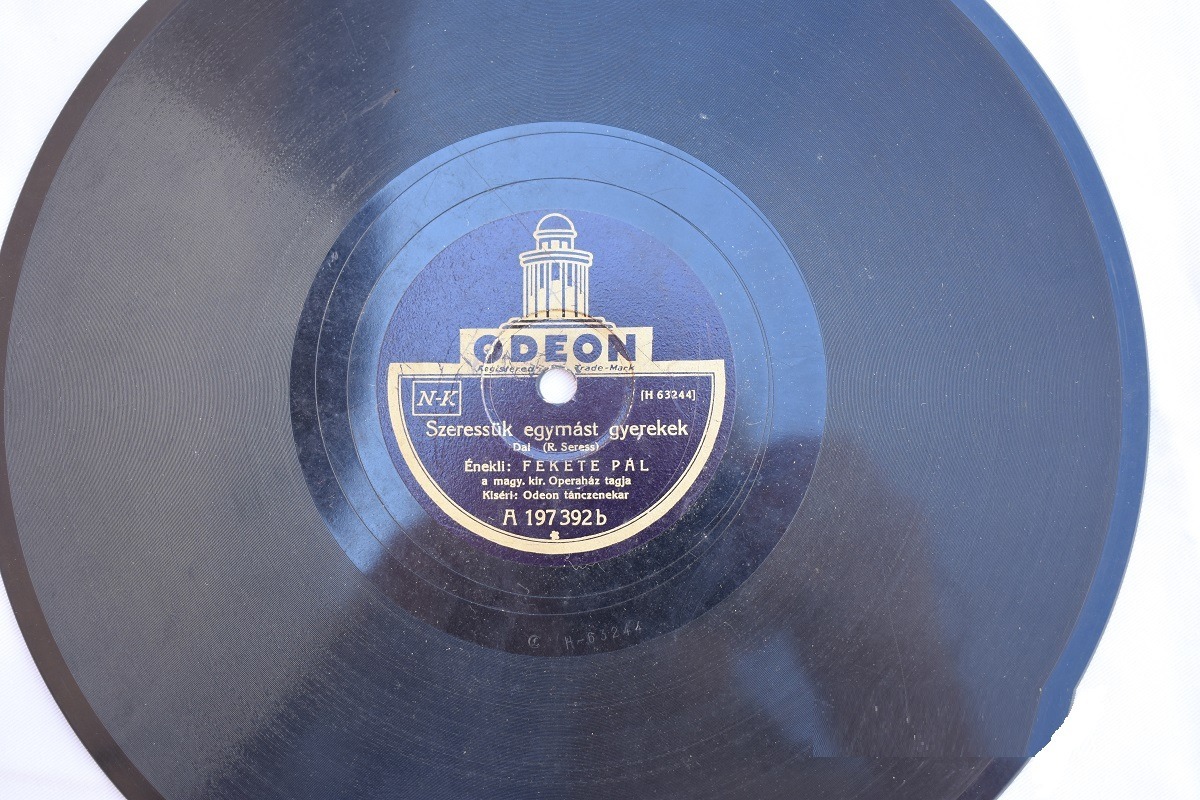 ODEON
Registered Trade-Mark
N-K
[H 63244]
Szeressük egymást gyerekek
Dal (R. Seress)
Énekli: FEKETE PÁL
a magy. kir. Operaház tagja
Kiséri: Odeon tánczenekar
A 197392b
H-63244